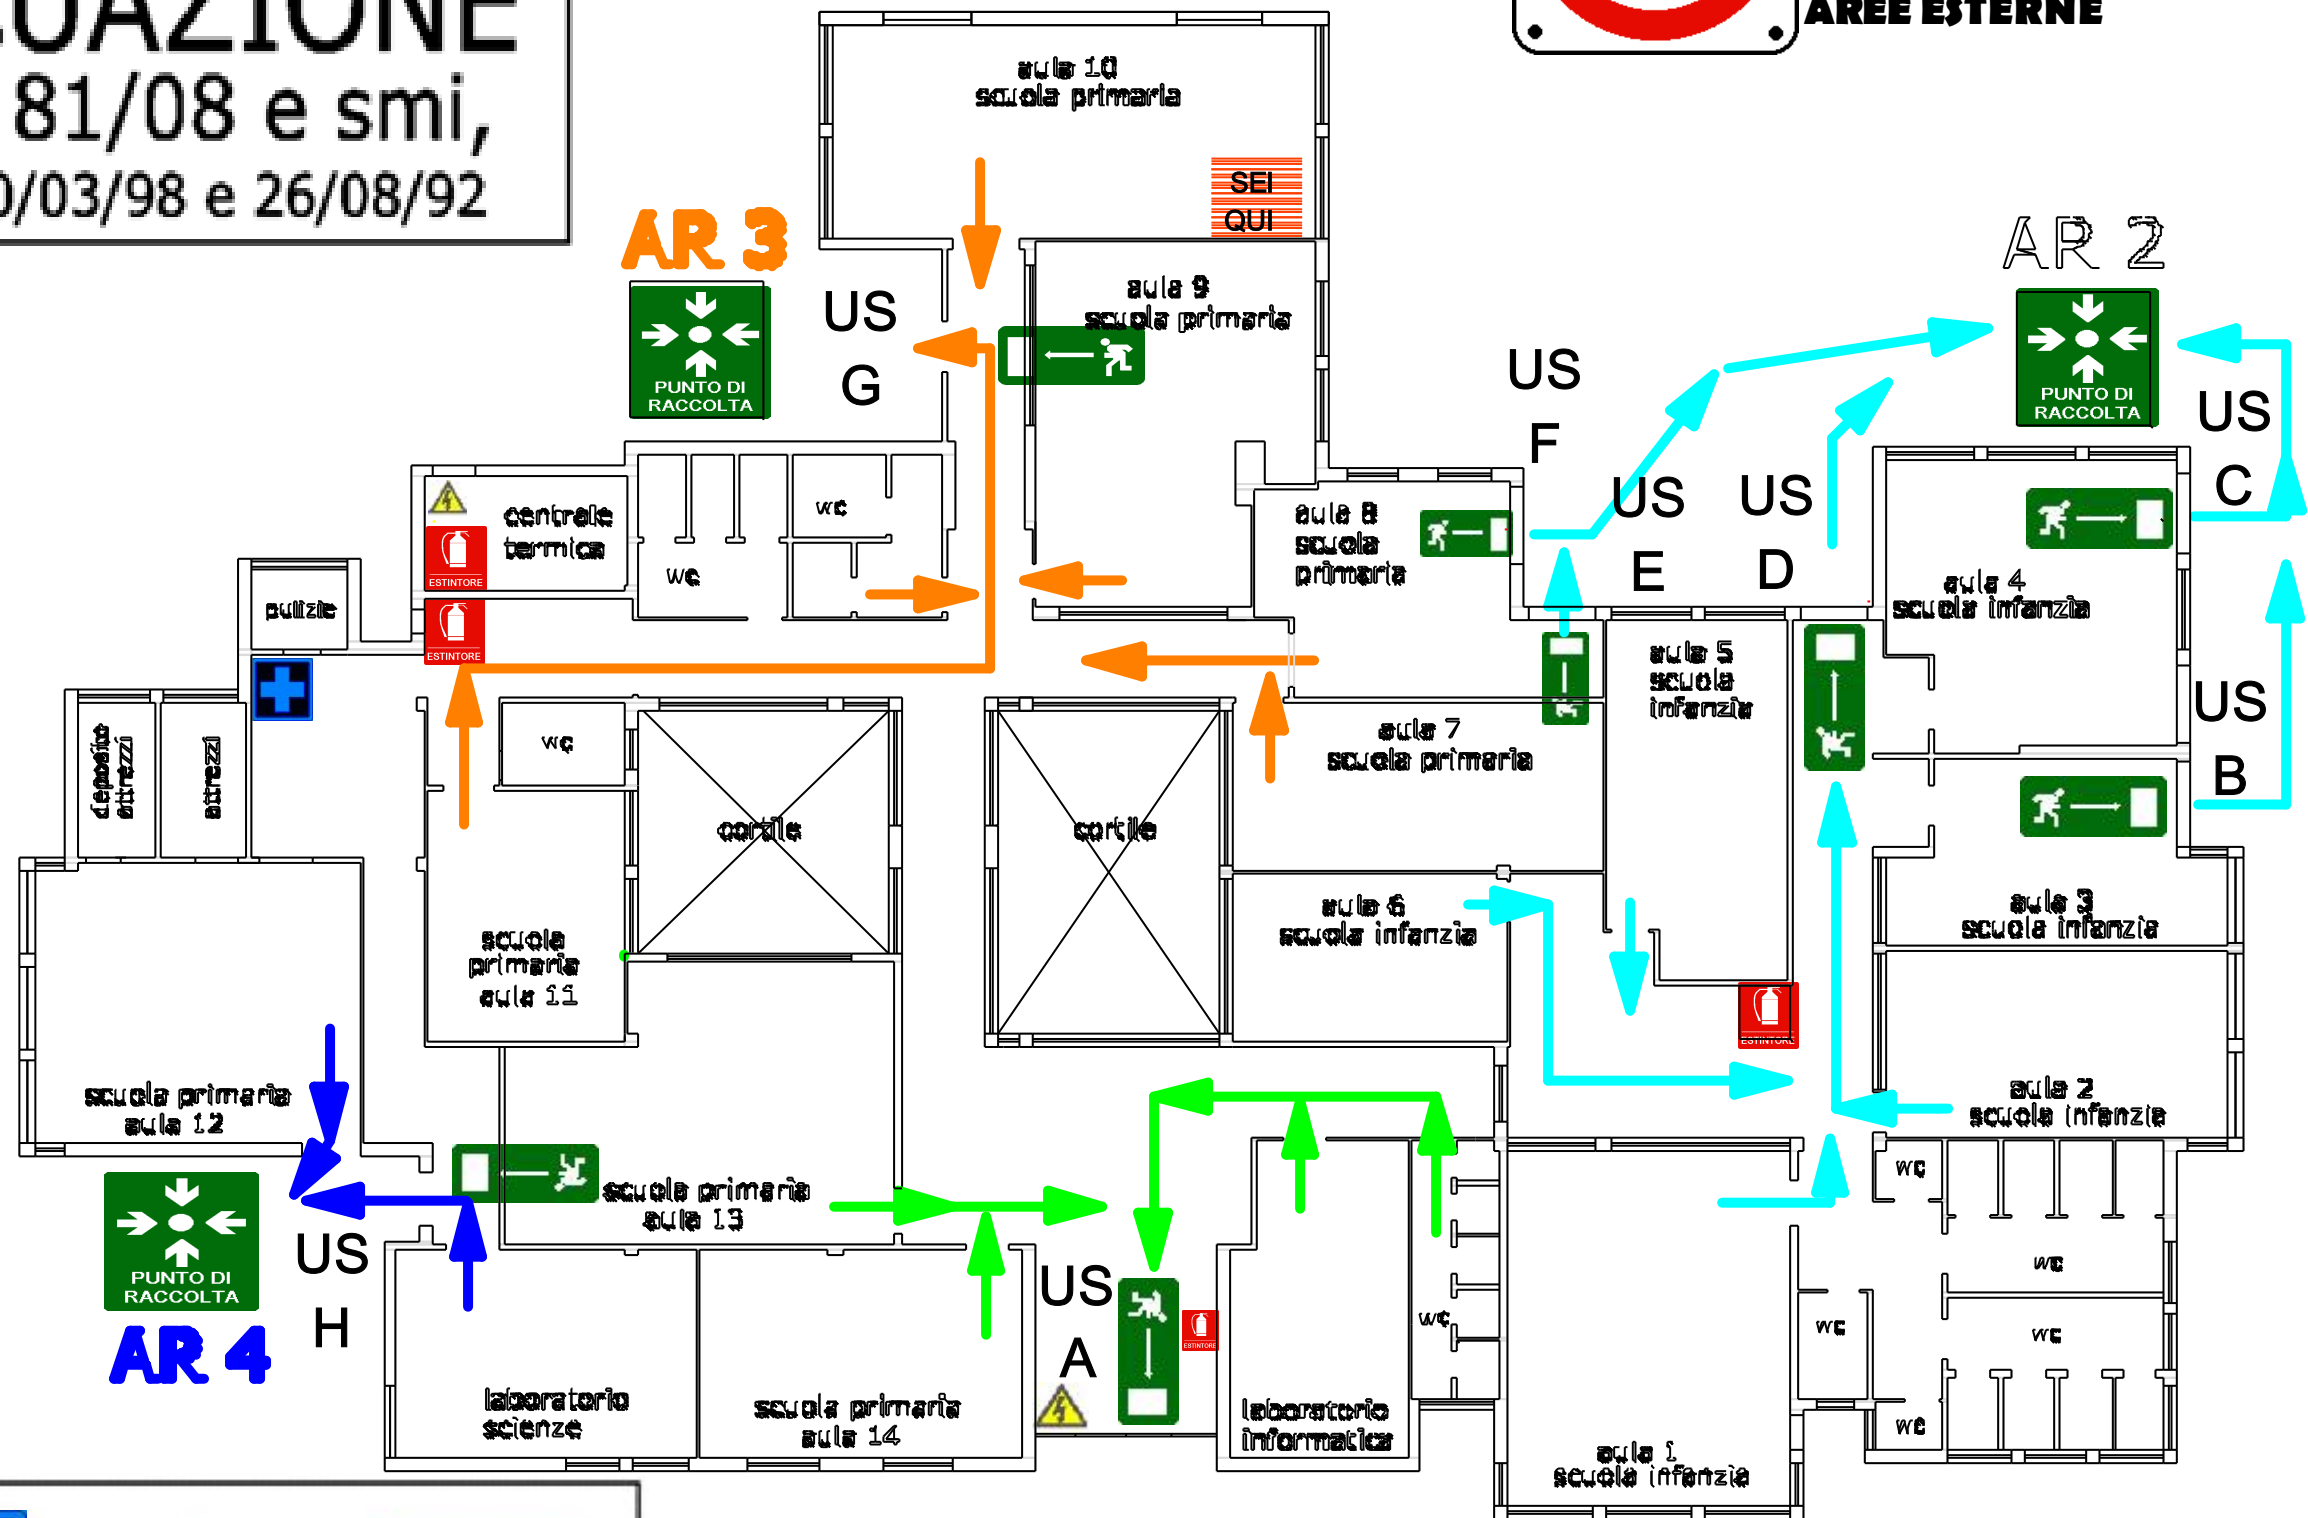 UAZIONE
81/08 e smi,
0/03/98 e 26/08/92
AREE ESTERNE
aula 10
scuola primaria
SEI
QUI
AR 3
PUNTO DI
RACCOLTA
US
G
aula 9
scuola primaria
US
F
AR 2
PUNTO DI
RACCOLTA
US
C
US
E
US
D
centrale
termica
ESTINTORE
wc
wc
aula 8
scuola
primaria
aula 4
scuola infanzia
pulizie
ESTINTORE
aula 5
scuola
infanzia
US
B
deposito
attrezzi
attrezzi
wc
cortile
cortile
aula 7
scuola primaria
aula 6
scuola infanzia
aula 3
scuola infanzia
scuola
primaria
aula 11
ESTINTORE
scuola primaria
aula 12
aula 2
scuola infanzia
PUNTO DI
RACCOLTA
AR 4
US
H
scuola primaria
aula 13
US
A
ESTINTORE
wc
wc
wc
wc
wc
wc
laboratorio
scienze
scuola primaria
aula 14
laboratorio
informatica
aula 1
scuola infanzia